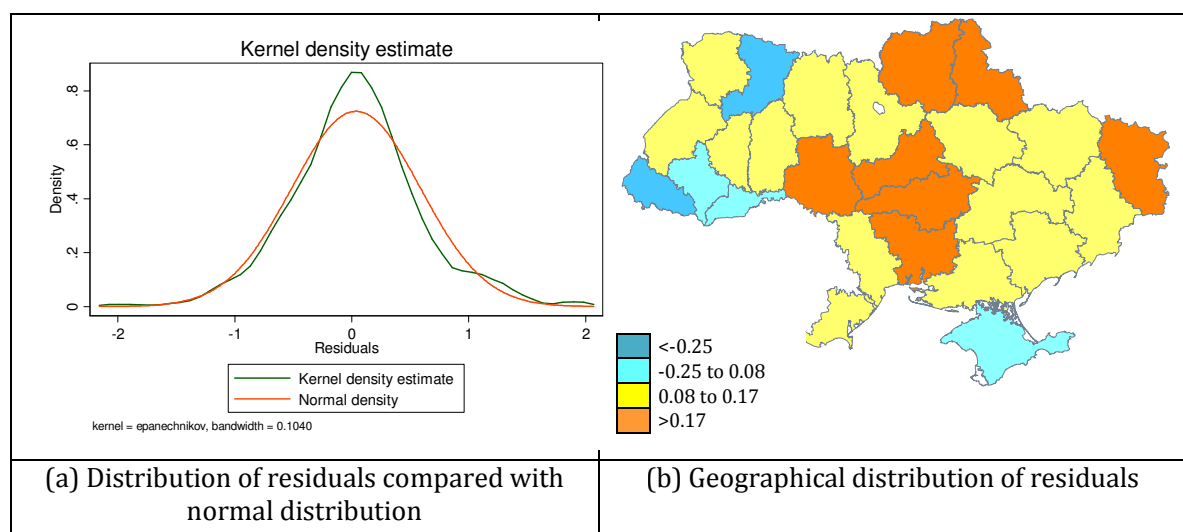 Kernel density estimate
.8
.6
.4
.2
0
Density
-2
-1
0
1
2
Residuals
Kernel density estimate
Normal density
kernel = epanechnikov, bandwidth = 0.1040
<-0.25
-0.25 to 0.08
0.08 to 0.17
>0.17
(a) Distribution of residuals compared with
normal distribution
(b) Geographical distribution of residuals